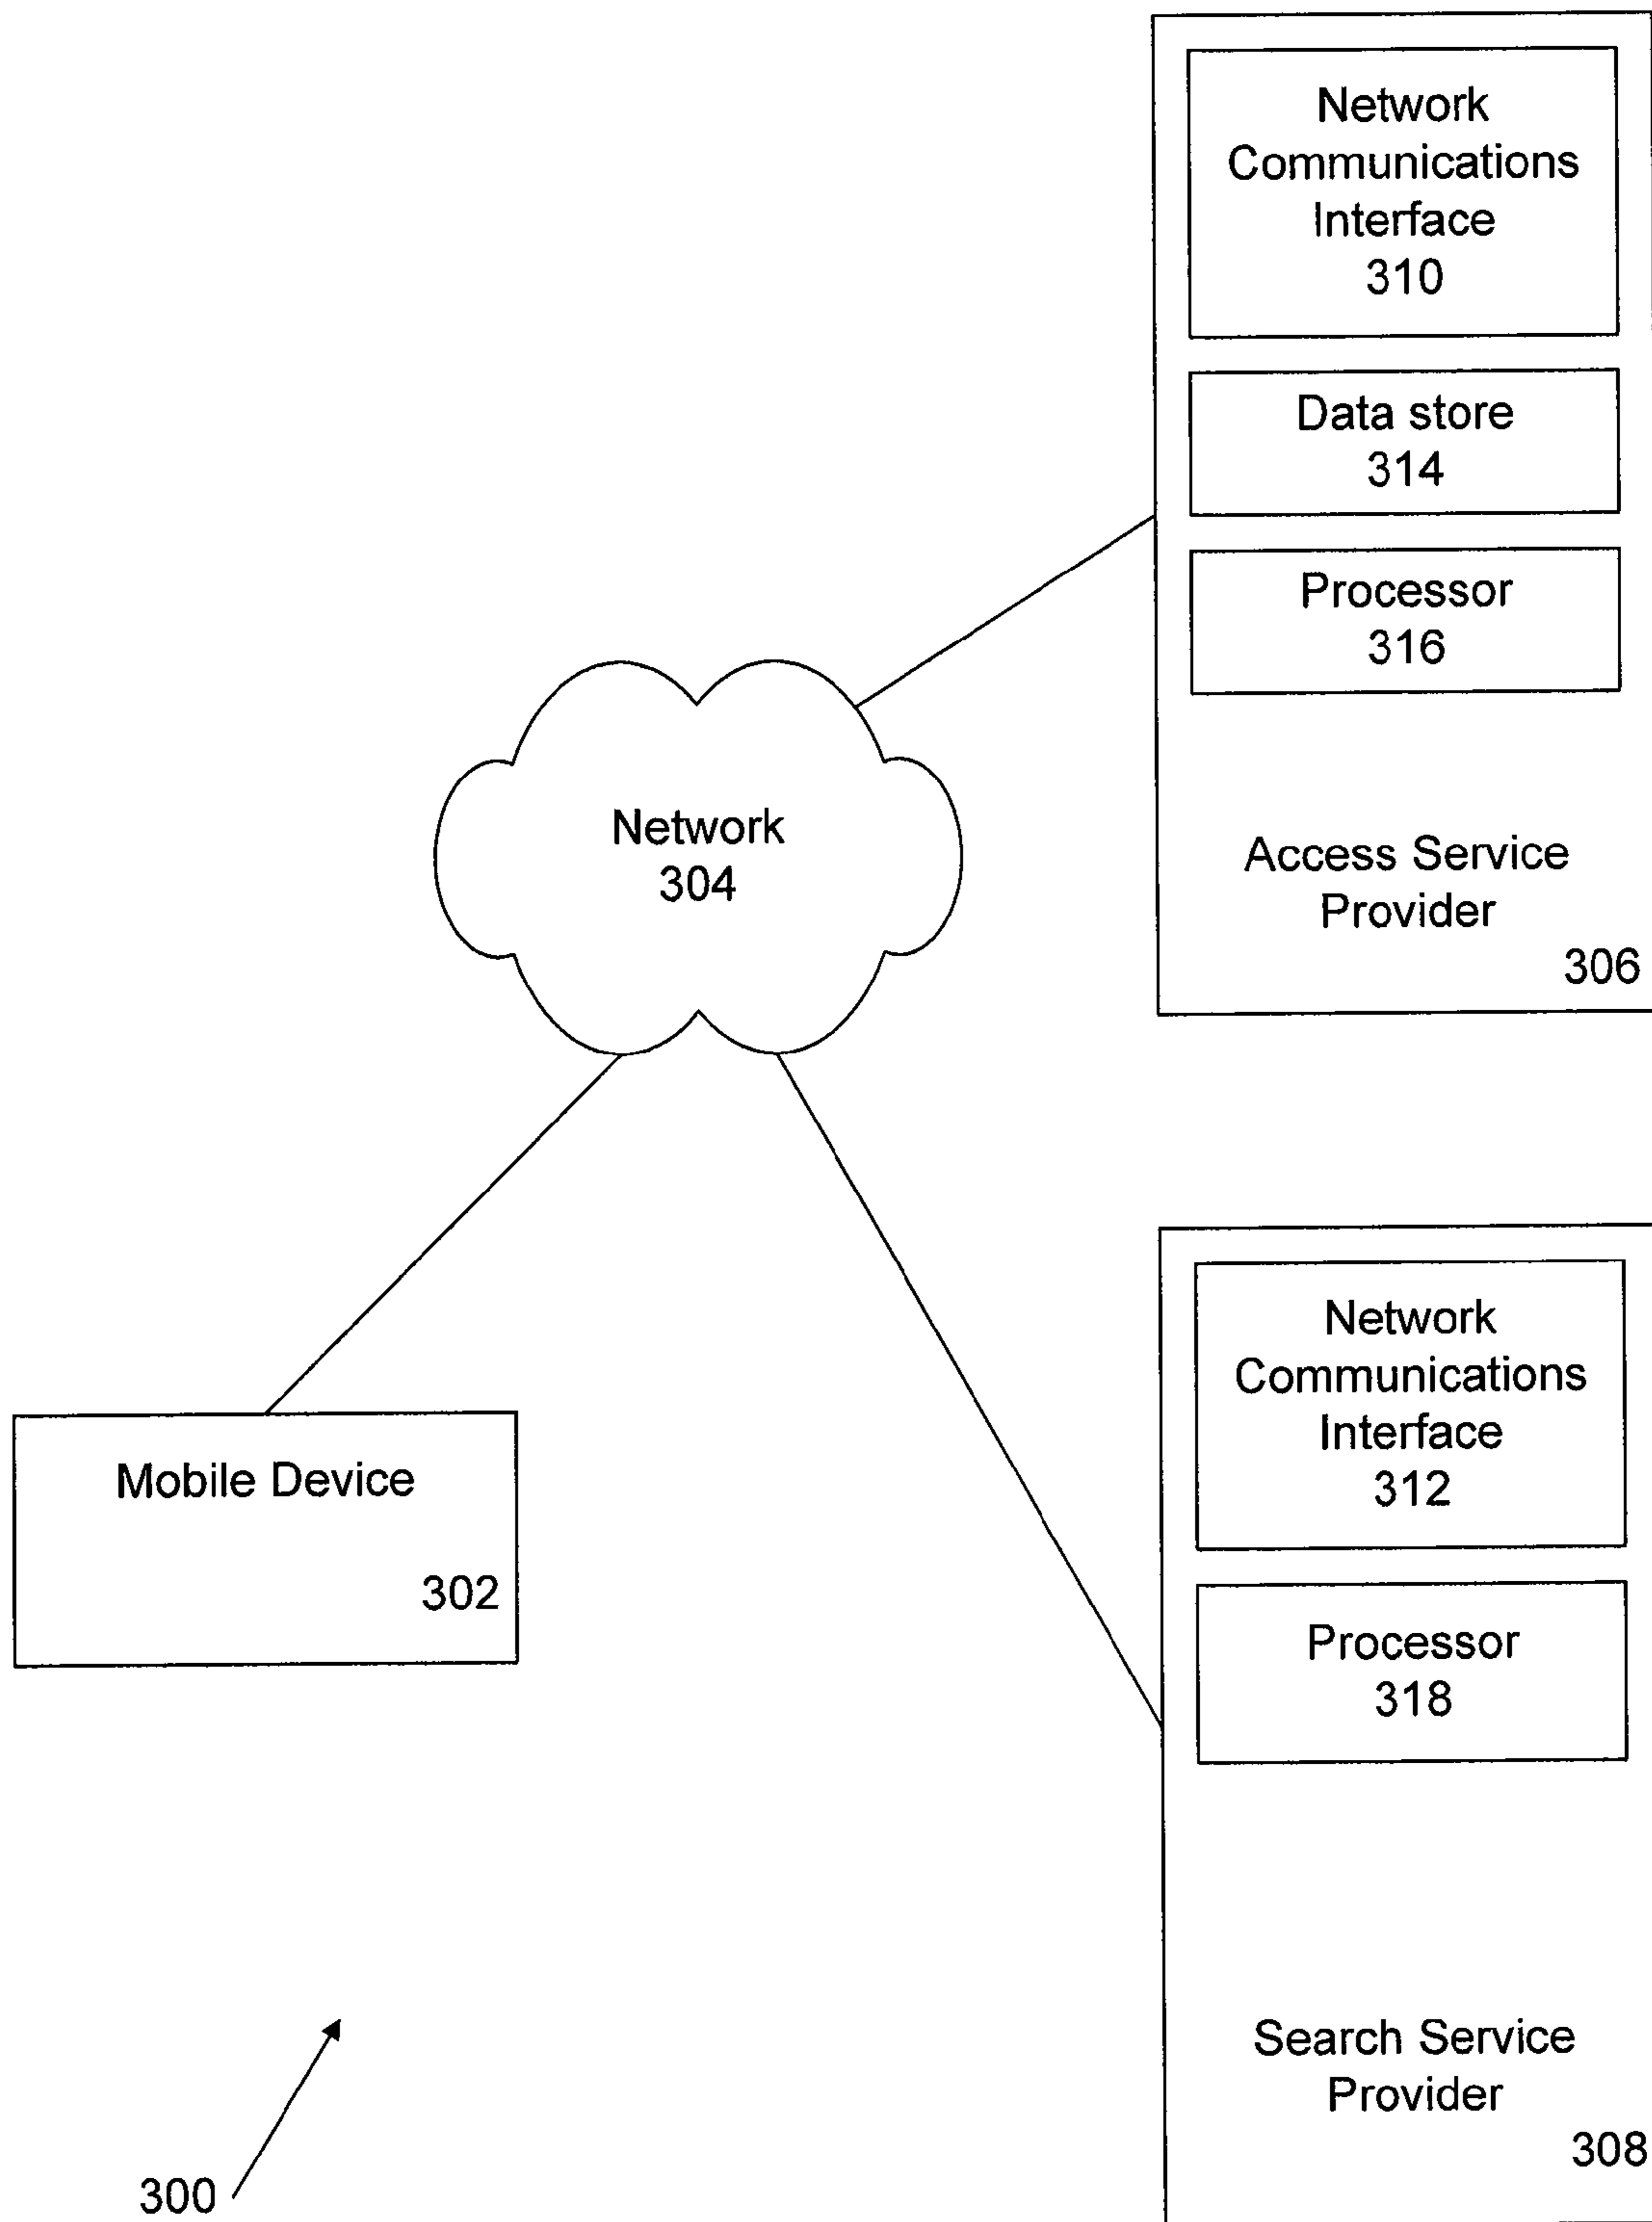 Network
Communications
Interface
310
Data store
314
Processor
316
Access Service
Provider
306
Network
304
Mobile Device
302
Network
Communications
Interface
312
Processor
318
Search Service
Provider
308
300